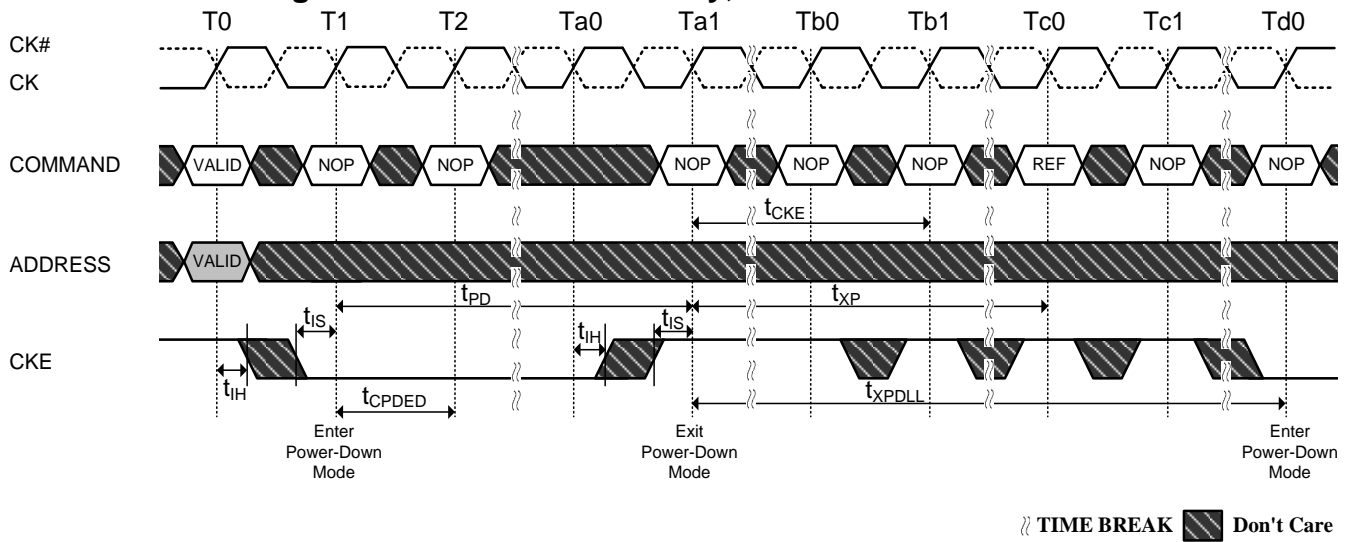 T0 T1 T2 Ta0 Ta1 Tb0 Tb1 Tc0 Tc1 Td0
CK#
CK
COMMAND VALID NOP NOP NOP NOP NOP REF NOP NOP
tCKE
ADDRESS VALID
tPD tXP
tIS tIH tIS
CKE
tIH tCPDED tXPDLL
Enter Power-Down Mode
Exit Power-Down Mode
Enter Power-Down Mode
TIME BREAK Don't Care